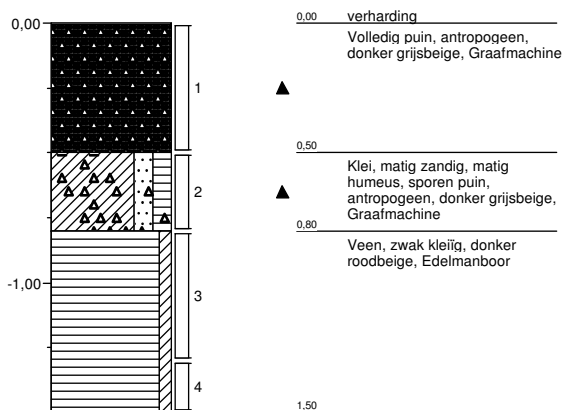 0,00
-1,00
1
2
3
4
0,00
verharding
Volledig puin, antropogeen,
donker grijsbeige, Graafmachine
0,50
Klei, matig zandig, matig
humeus, sporen puin,
antropogeen, donker grijsbeige,
Graafmachine
0,80
Veen, zwak kleiïg, donker
roodbeige, Edelmanboor
1,50